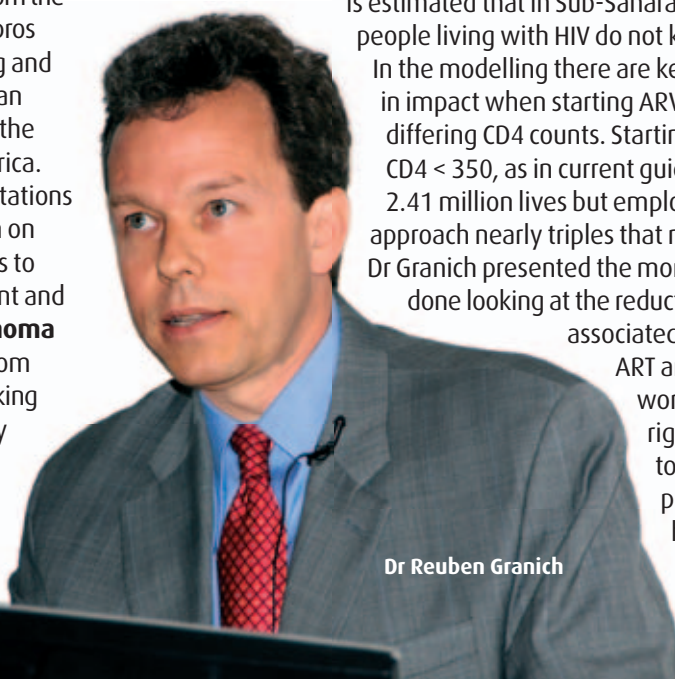 om the
oros
g and
an
the
rica.
tations
n on
s to
nt and
noma
om
king
y
is estimated that in Sub-Sahara
people living with HIV do not k
In the modelling there are ke
in impact when starting ARV
differing CD4 counts. Startin
CD4 < 350, as in current guid
2.41 million lives but emplo
approach nearly triples that n
Dr Granich presented the mor
done looking at the reduct
associated
ART a
wor
rig
to
p
Dr Reuben Granich